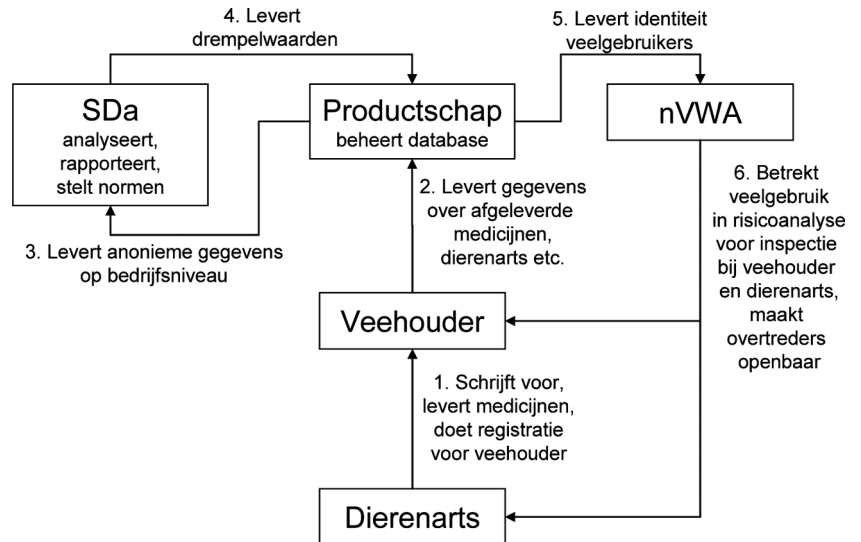 4. Levert
drempelwaarden
5. Levert identiteit
veelgebruikers
SDa
analyseert,
rapporteert,
stelt normen
Productschap
beheert database
nVWA
3. Levert anonieme gegevens
op bedrijfsniveau
2. Levert gegevens
over afgeleverde
medicijnen,
dierenarts etc.
6. Betrekt
veelgebruik
in risicoanalyse
voor inspectie
bij veehouder
en dierenarts,
maakt
overtreders
openbaar
Veehouder
1. Schrijft voor,
levert medicijnen,
doet registratie
voor veehouder
Dierenarts